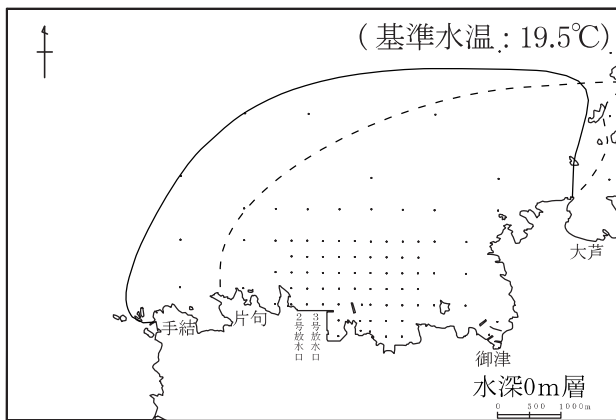 (基準水温：19.5℃)
大芦
手結
片句
2号放水口
3号放水口
御津
水深0m層
0 500 1000m